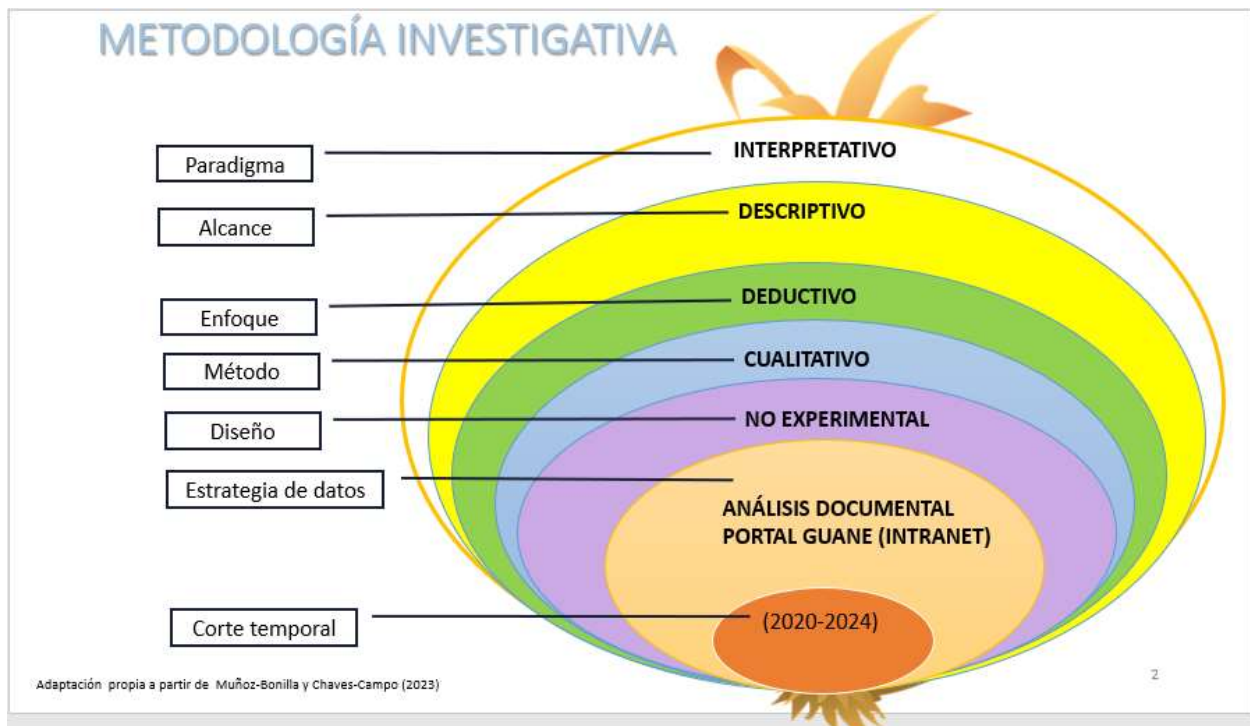 METODOLOGÍA INVESTIGATIVA
Paradigma
INTERPRETATIVO
Alcance
DESCRIPTIVO
Enfoque
DEDUCTIVO
Método
CUALITATIVO
Diseño
NO EXPERIMENTAL
Estrategia de datos
ANÁLISIS DOCUMENTAL
PORTAL GUANE (INTRANET)
Corte temporal
(2020-2024)
Adaptación propia a partir de Muñoz-Bonilla y Chaves-Campo (2023)
2